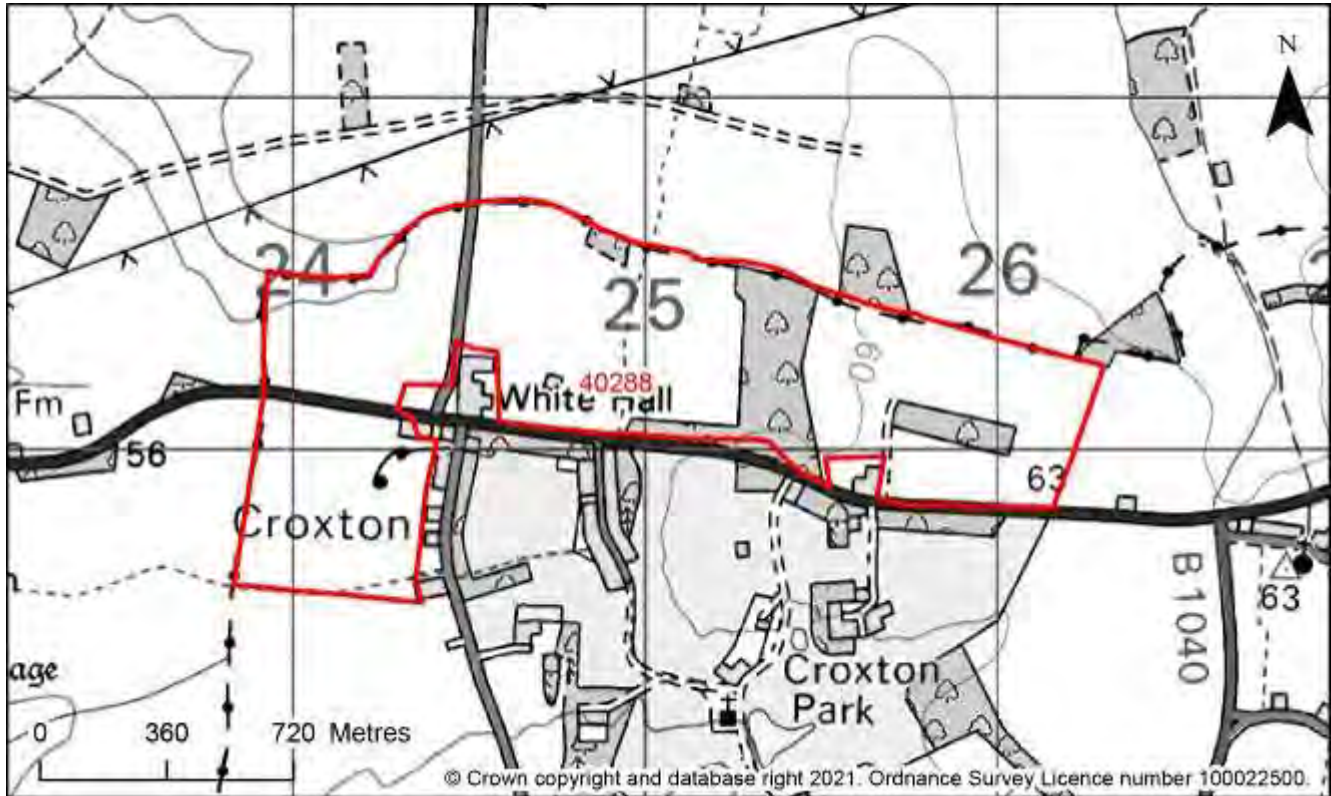 N
24
26
25
60
40288
White Hall
Fm
56
63
Croxton
B 1040
63
age
Croxton
Park
0 360 720 Metres
© Crown copyright and database right 2021. Ordnance Survey Licence number 100022500.